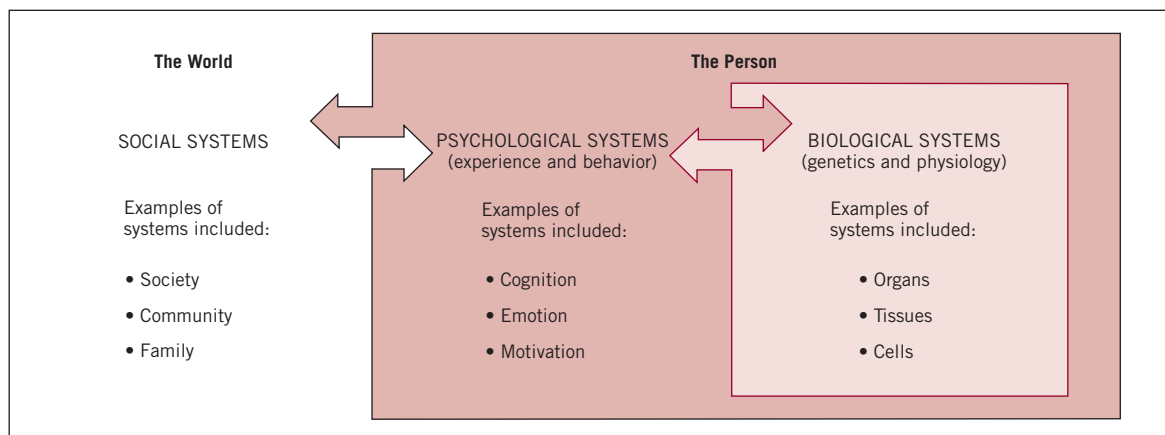 The World
The Person
SOCIAL SYSTEMS
PSYCHOLOGICAL SYSTEMS
(experience and behavior)
BIOLOGICAL SYSTEMS
(genetics and physiology)
Examples of
systems included:
• Society
• Community
• Family
Examples of
systems included:
• Cognition
• Emotion
• Motivation
Examples of
systems included:
• Organs
• Tissues
• Cells